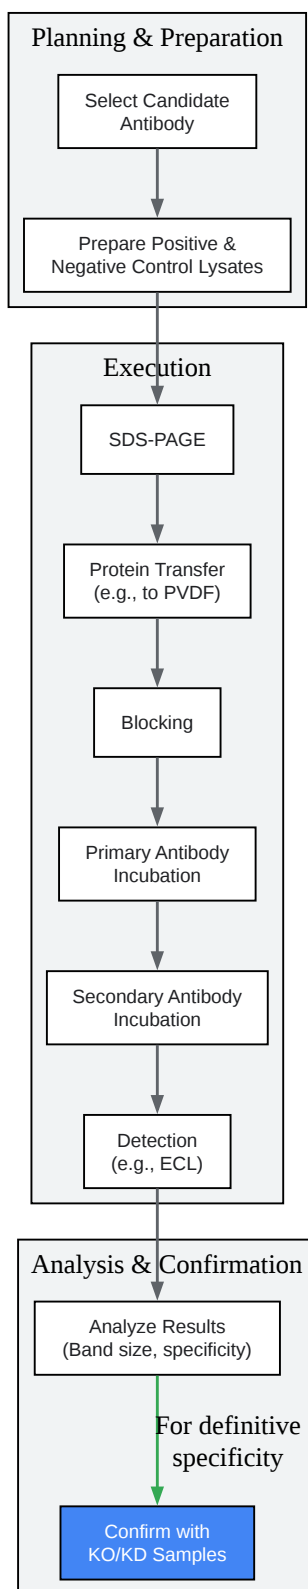 Planning & Preparation
Select Candidate
Antibody
Prepare Positive &
Negative Control Lysates
Execution
SDS-PAGE
Protein Transfer
(e.g., to PVDF)
Blocking
Primary Antibody
Incubation
Secondary Antibody
Incubation
Detection
(e.g., ECL)
Analysis & Confirmation
Analyze Results
(Band size, specificity)
For definitive
specificity
Confirm with
KO/KD Samples